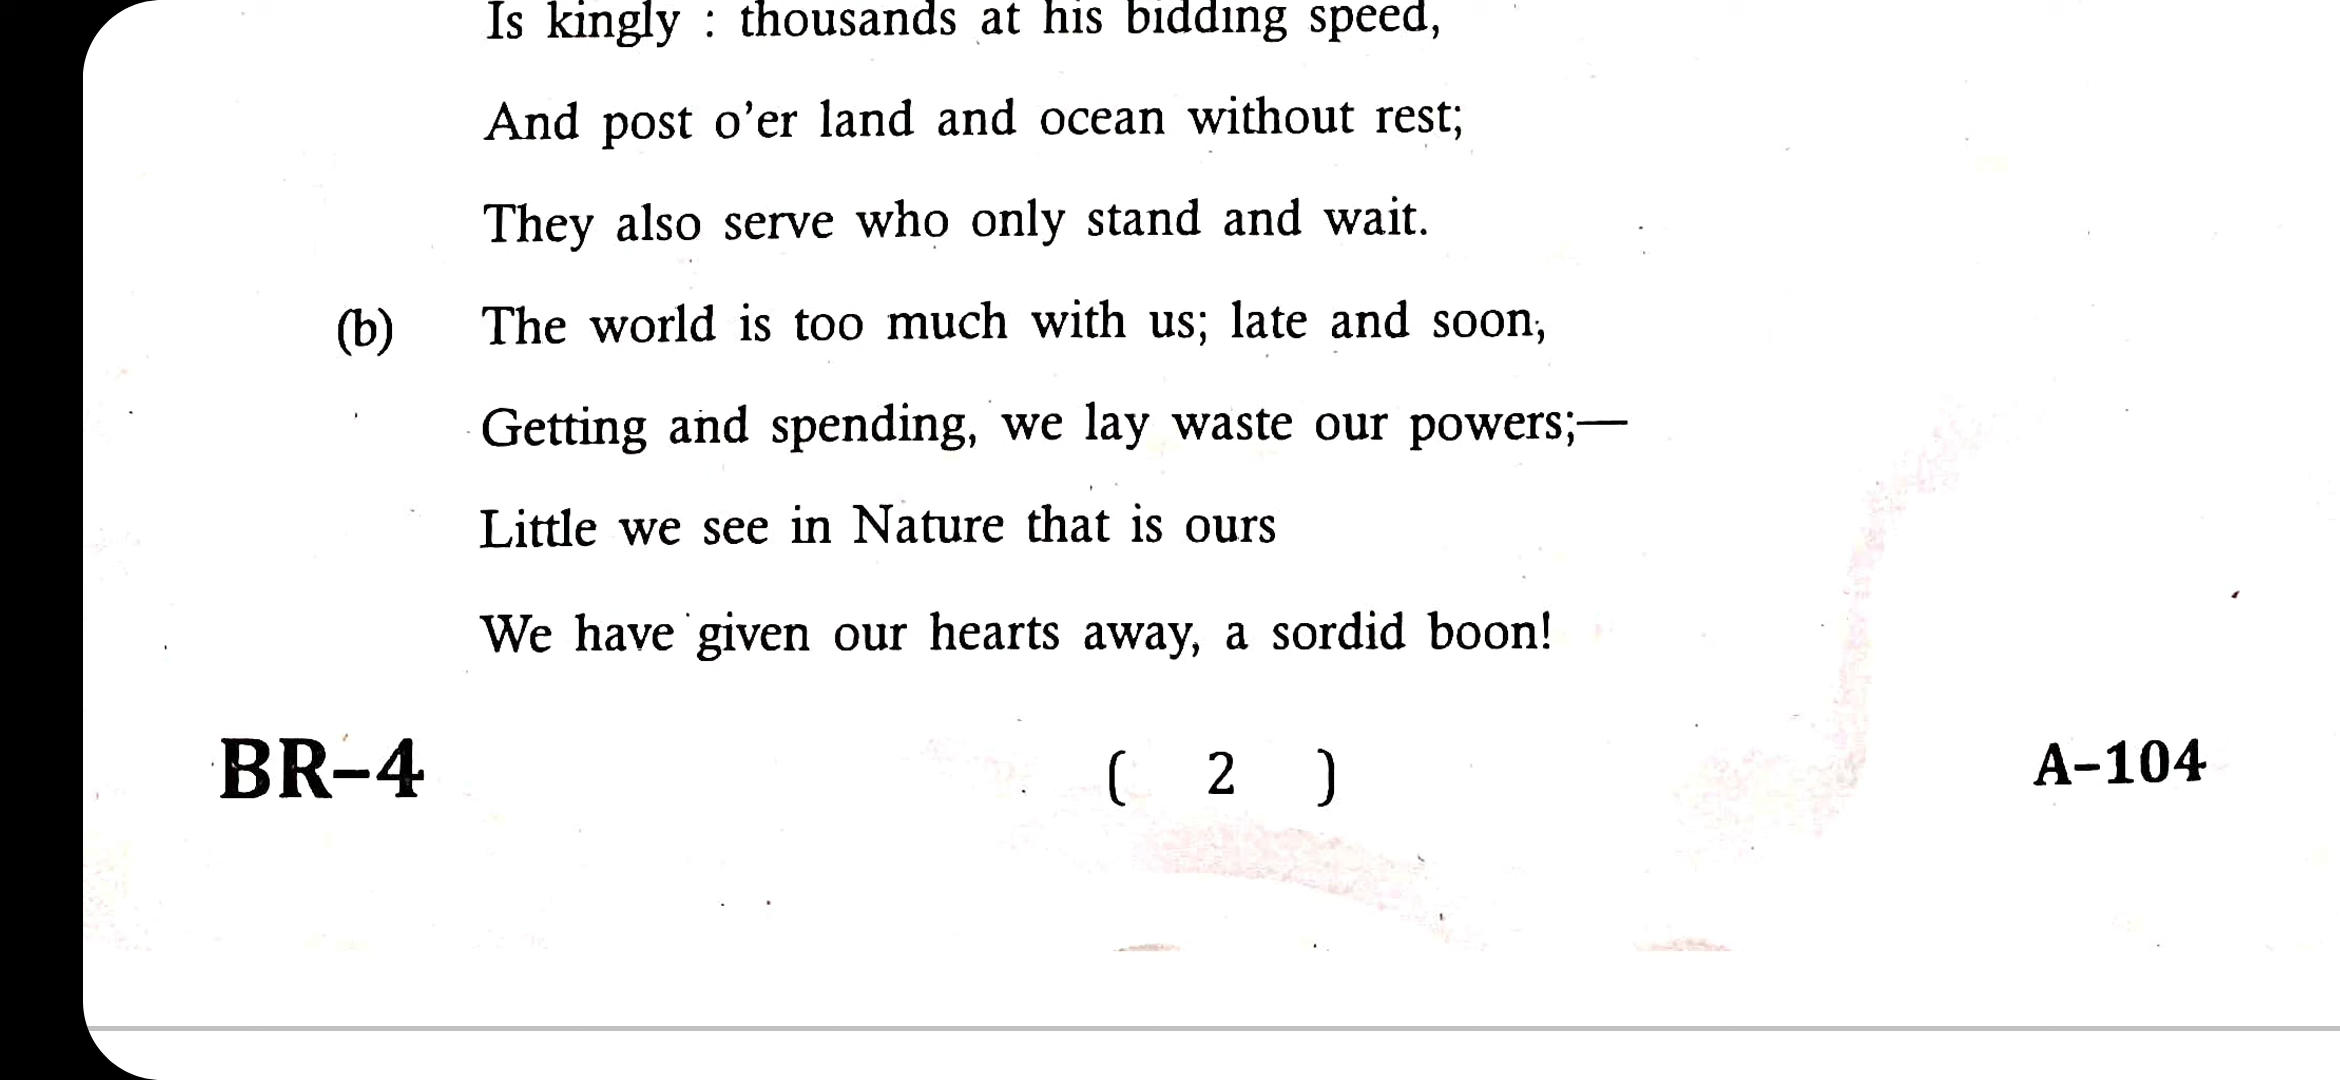 Is kingly : thousands at his bidding speed,
And post o'er land and ocean without rest;
They also serve who only stand and wait.
(b) The world is too much with us; late and soon,
Getting and spending, we lay waste our powers;—
Little we see in Nature that is ours
We have given our hearts away, a sordid boon!
BR–4 ( 2 ) A–104